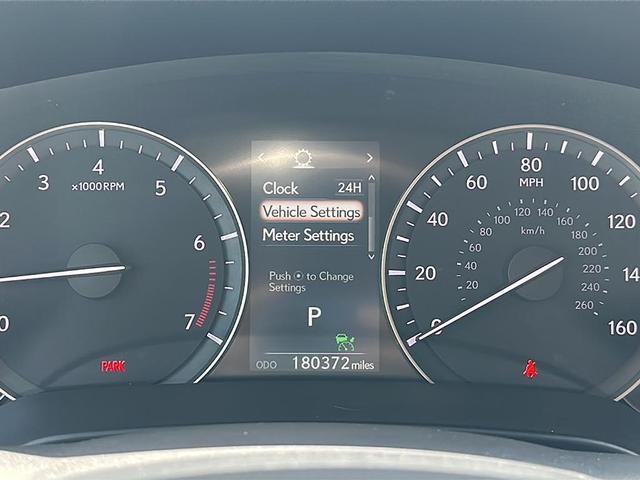 4
3
5
x1000RPM
2
6
0
7
PARK
Clock 24H
Vehicle Settings
Meter Settings
Push to Change
Settings
P
ODO 180372 miles
80
60
MPH
100
40
120
20
14
0
160
120 140
100
160
80
km/h
180
60
200
40
220
20
240
260